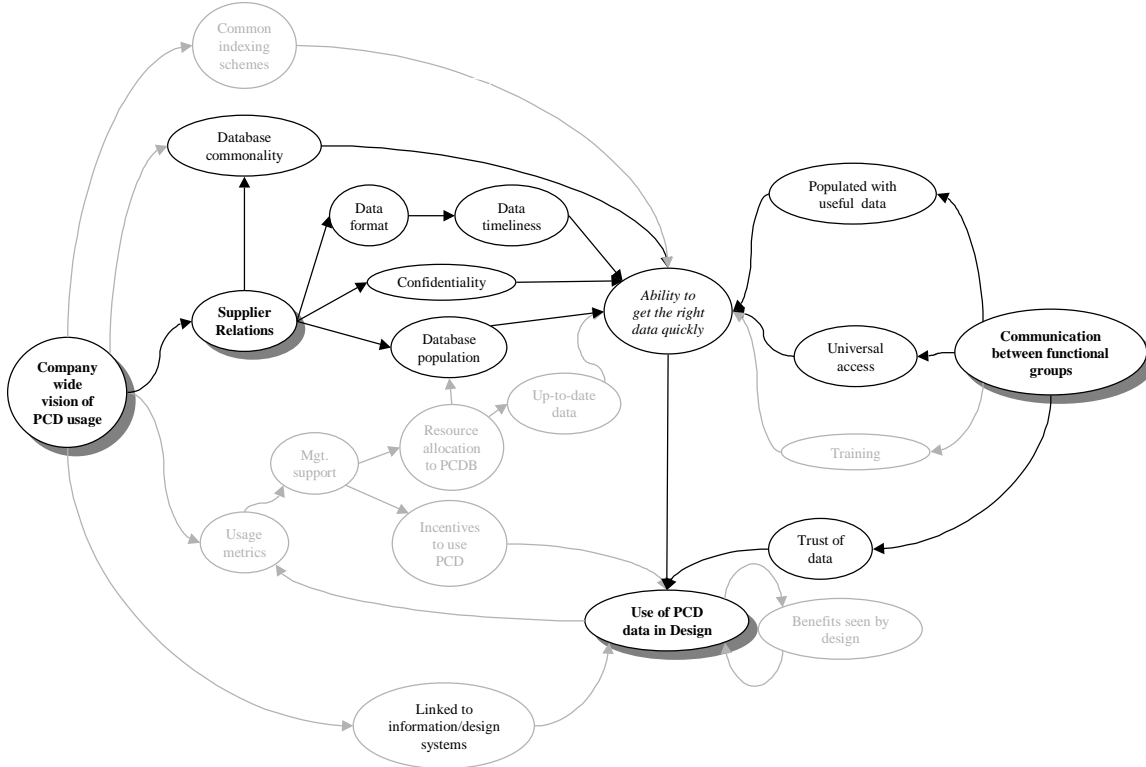 Common
indexing
schemes
Database
commonality
Data
format
Data
timeliness
Populated with
useful data
Confidentiality
Ability to
get the right
data quickly
Supplier
Relations
Database
population
Universal
access
Communication
between functional
groups
Company
wide
vision of
PCD usage
Up-to-date
data
Resource
allocation
to PCDB
Mgt.
support
Training
Usage
metrics
Incentives
to use
PCD
Trust of
data
Use of PCD
data in Design
Benefits seen by
design
Linked to
information/design
systems